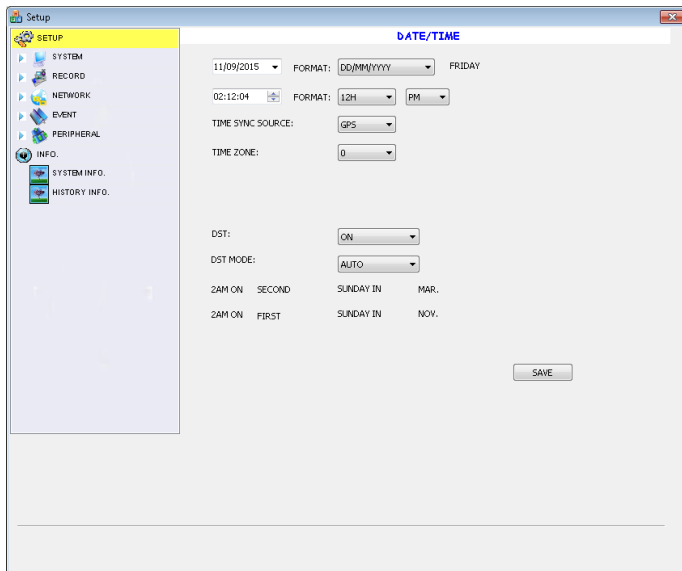 Setup
SETUP
SYSTEM
RECORD
NETWORK
EVENT
PERIPHERAL
INFO.
SYSTEM INFO.
HISTORY INFO.
DATE/TIME
11/09/2015 FORMAT: DD/MM/YYYY FRIDAY
02:12:04 FORMAT: 12H PM
TIME SYNC SOURCE: GPS
TIME ZONE: 0
DST: ON
DST MODE: AUTO
2AM ON SECOND SUNDAY IN MAR.
2AM ON FIRST SUNDAY IN NOV.
SAVE